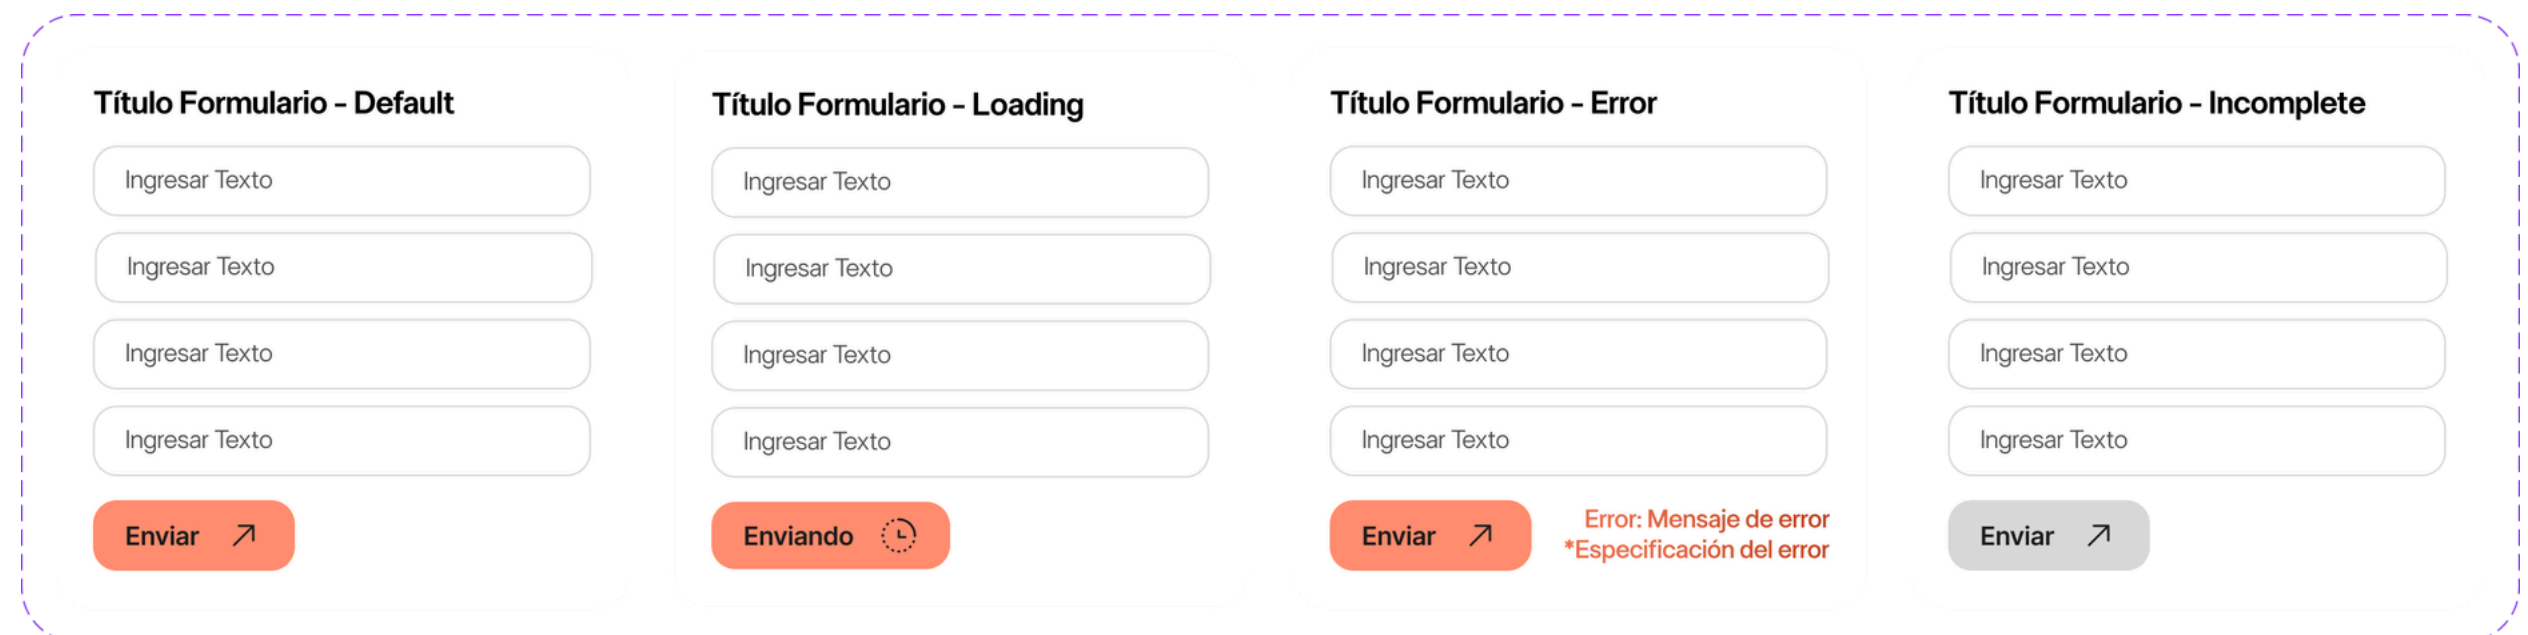 Título Formulario - Default
Ingresar Texto
Ingresar Texto
Ingresar Texto
Ingresar Texto
Enviar
Título Formulario - Loading
Ingresar Texto
Ingresar Texto
Ingresar Texto
Ingresar Texto
Enviando
Título Formulario - Error
Ingresar Texto
Ingresar Texto
Ingresar Texto
Ingresar Texto
Enviar
Error: Mensaje de error
*Especificación del error
Título Formulario - Incomplete
Ingresar Texto
Ingresar Texto
Ingresar Texto
Ingresar Texto
Enviar